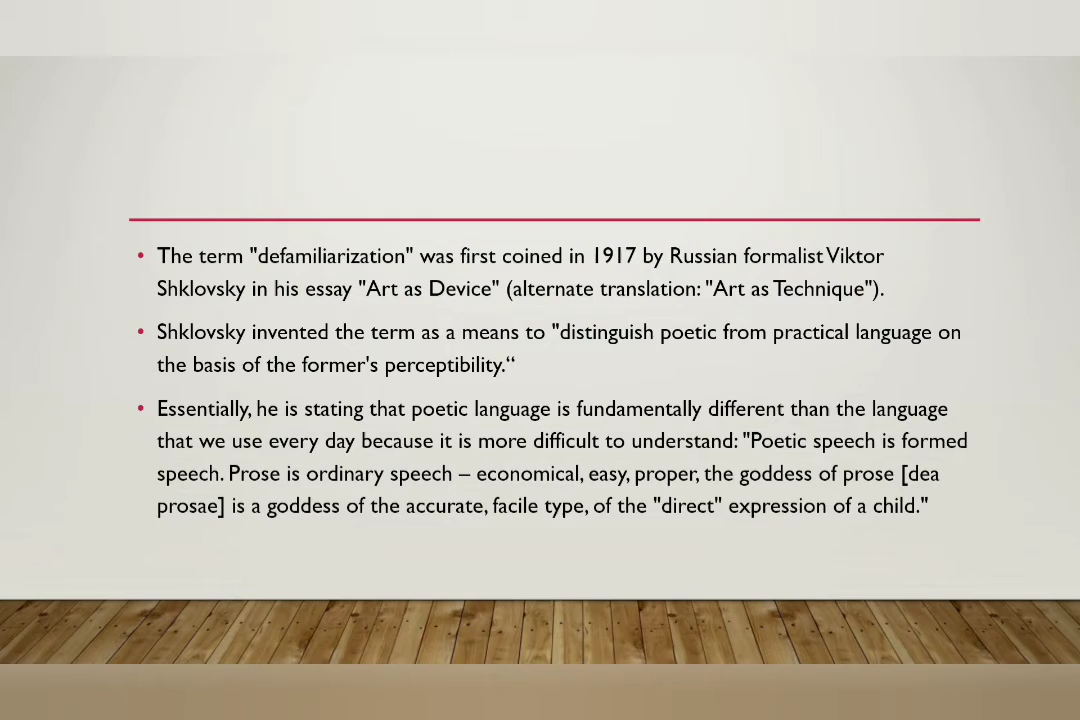 • The term "defamiliarization" was first coined in 1917 by Russian formalist Viktor
Shklovsky in his essay "Art as Device" (alternate translation: "Art as Technique").
• Shklovsky invented the term as a means to "distinguish poetic from practical language on
the basis of the former's perceptibility.“
• Essentially, he is stating that poetic language is fundamentally different than the language
that we use every day because it is more difficult to understand: "Poetic speech is formed
speech. Prose is ordinary speech – economical, easy, proper, the goddess of prose [dea
prosae] is a goddess of the accurate, facile type, of the "direct" expression of a child."